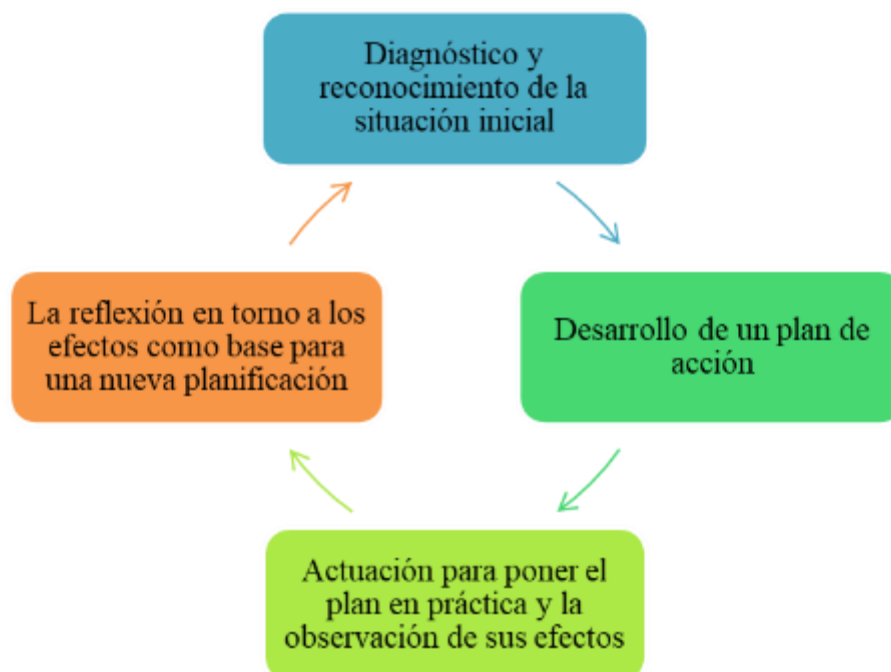 Diagnóstico y
reconocimiento de la
situación inicial
Desarrollo de un plan de
acción
Actuación para poner el
plan en práctica y la
observación de sus efectos
La reflexión en torno a los
efectos como base para
una nueva planificación